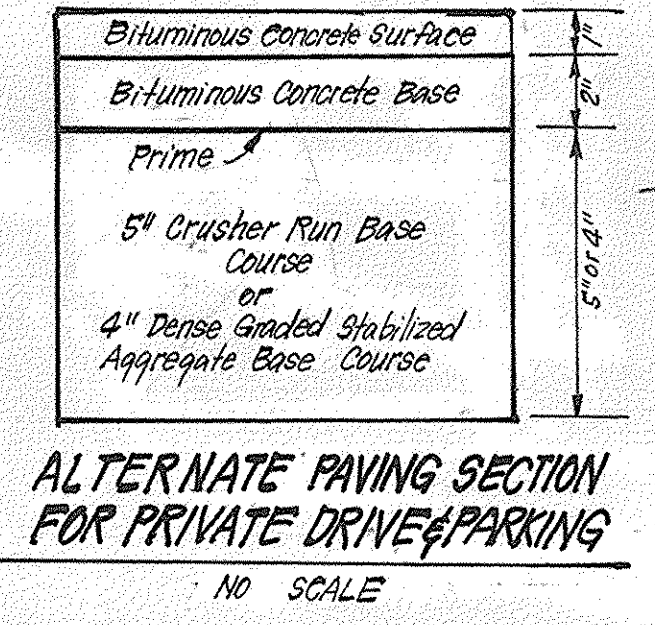 Bituminous Concrete Surface
1"
Bituminous Concrete Base
2"
Prime
5" Crusher Run Base
Course
or
4" Dense Graded Stabilized
Aggregate Base Course
5" or 4"
ALTERNATE PAVING SECTION
FOR PRIVATE DRIVE & PARKING
NO SCALE